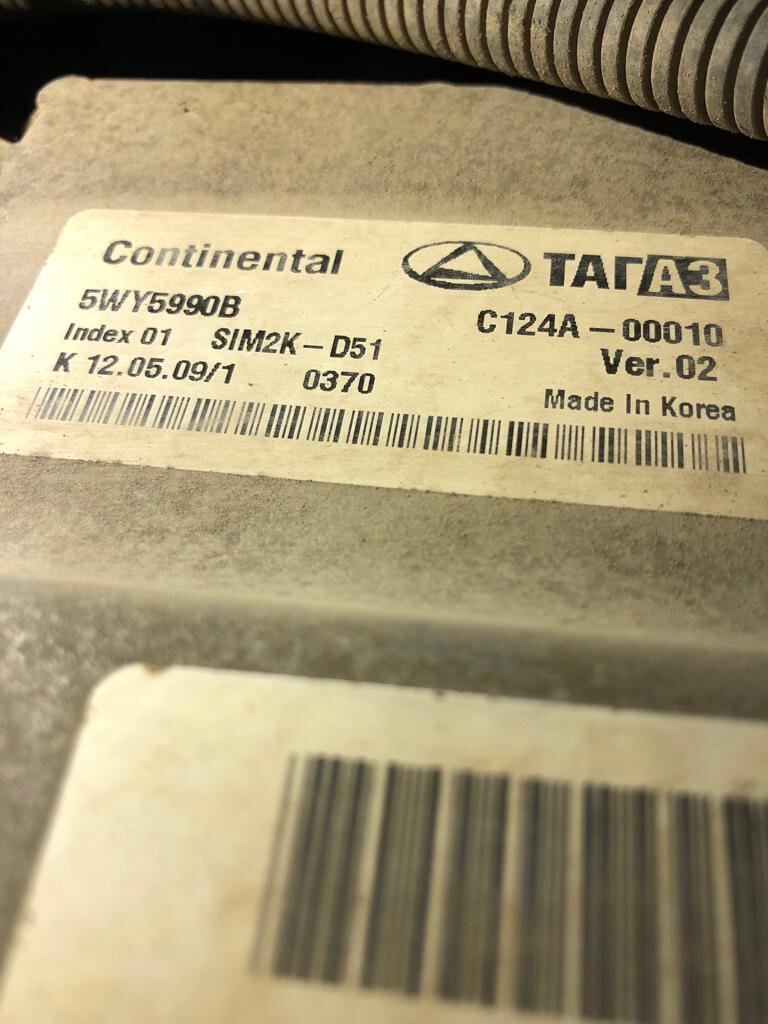 Continental
5WY5990B
Index 01 SIM2K-D51
K 12.05.09/1 0370
ТАГАЗ
C124A-00010
Ver.02
Made In Korea